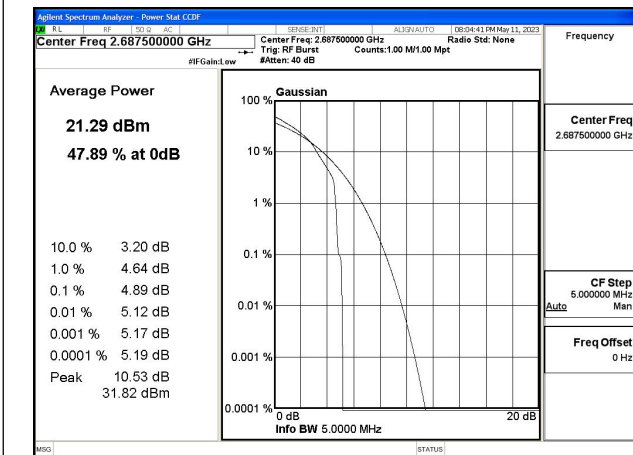 Agilent Spectrum Analyzer - Power Stat CCDF
RL RF 50 Ω AC SENSE:INT ALIGN AUTO 08:04:41 PM May 11, 2023
Center Freq 2.687500000 GHz
Center Freq: 2.687500000 GHz Radio Std: None
Trig: RF Burst Counts:1.00 M/1.00 Mpt
#IFGain:Low #Atten: 40 dB
Frequency
Average Power
21.29 dBm
47.89 % at 0dB
10.0 % 3.20 dB
1.0 % 4.64 dB
0.1 % 4.89 dB
0.01 % 5.12 dB
0.001 % 5.17 dB
0.0001 % 5.19 dB
Peak 10.53 dB
31.82 dBm
Gaussian
100 %
10 %
1 %
0.1 %
0.01 %
0.001 %
0.0001 %
0 dB 20 dB
Info BW 5.0000 MHz
Center Freq
2.687500000 GHz
CF Step
5.000000 MHz
Auto Man
Freq Offset
0 Hz
MSG STATUS